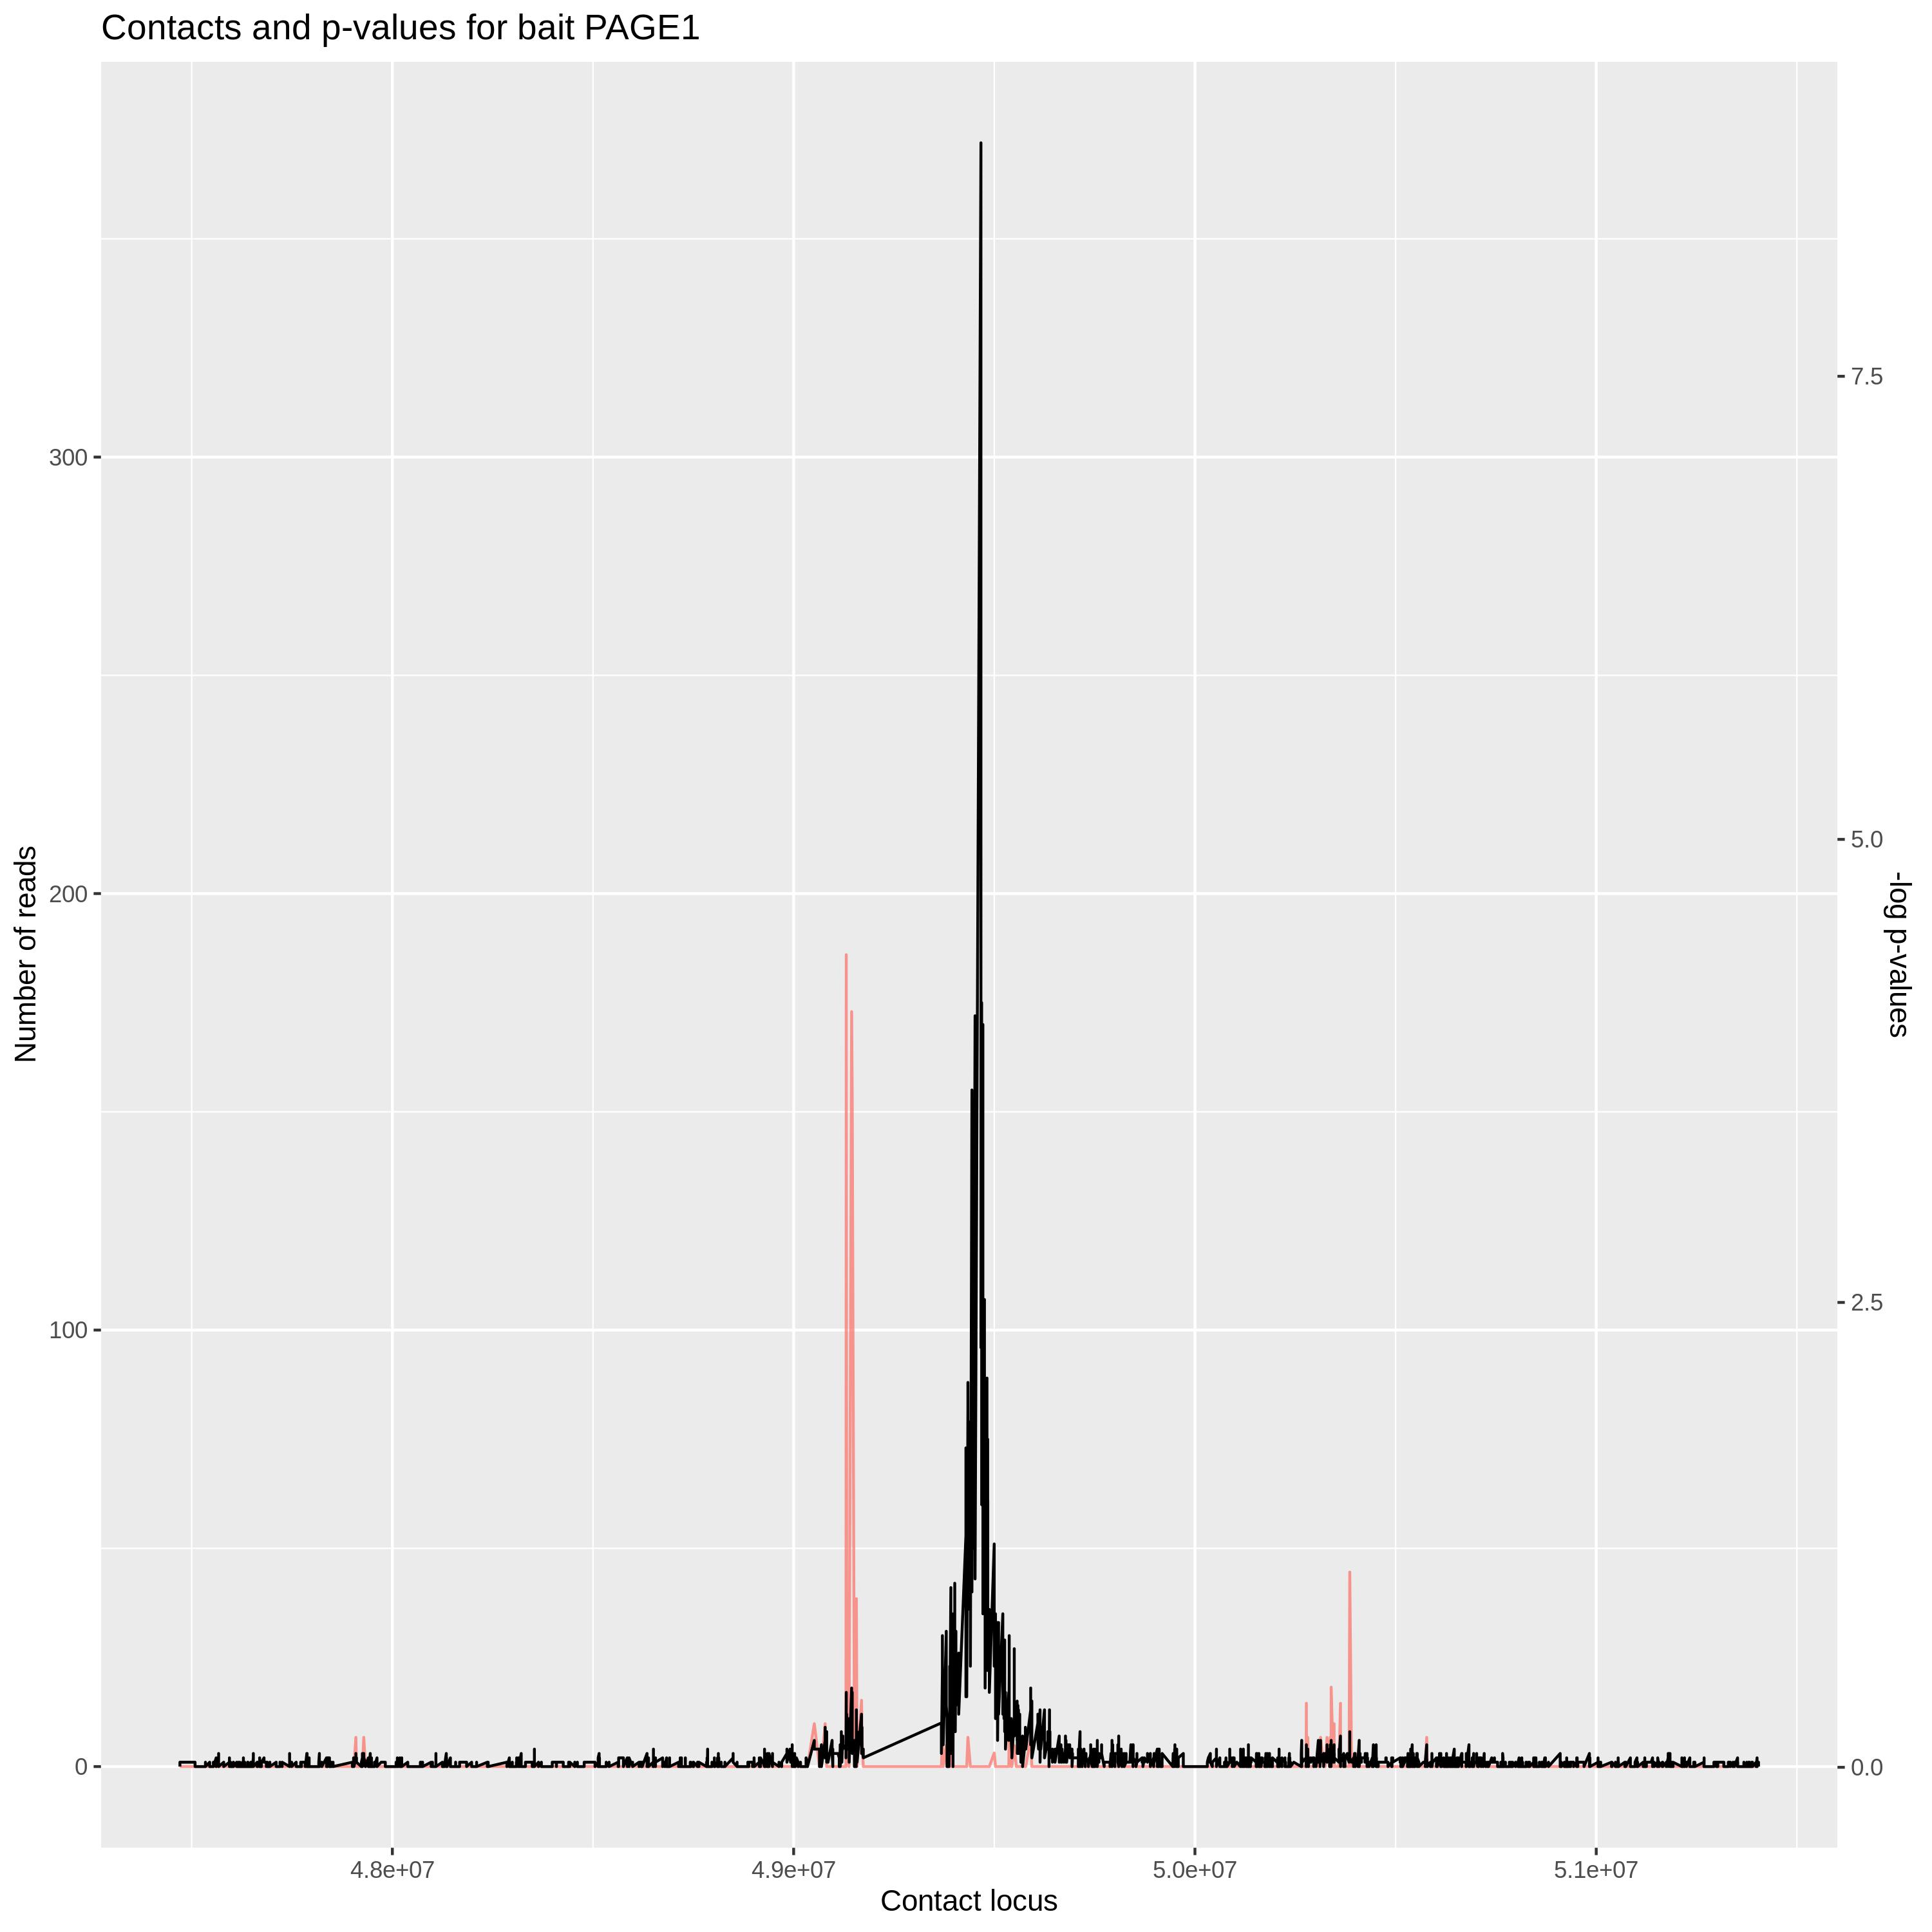 Contacts and p-values for bait PAGE1
Number of reads
300
200
100
0
7.5
5.0
2.5
0.0
-log p-values
4.8e+07 4.9e+07 5.0e+07 5.1e+07
Contact locus